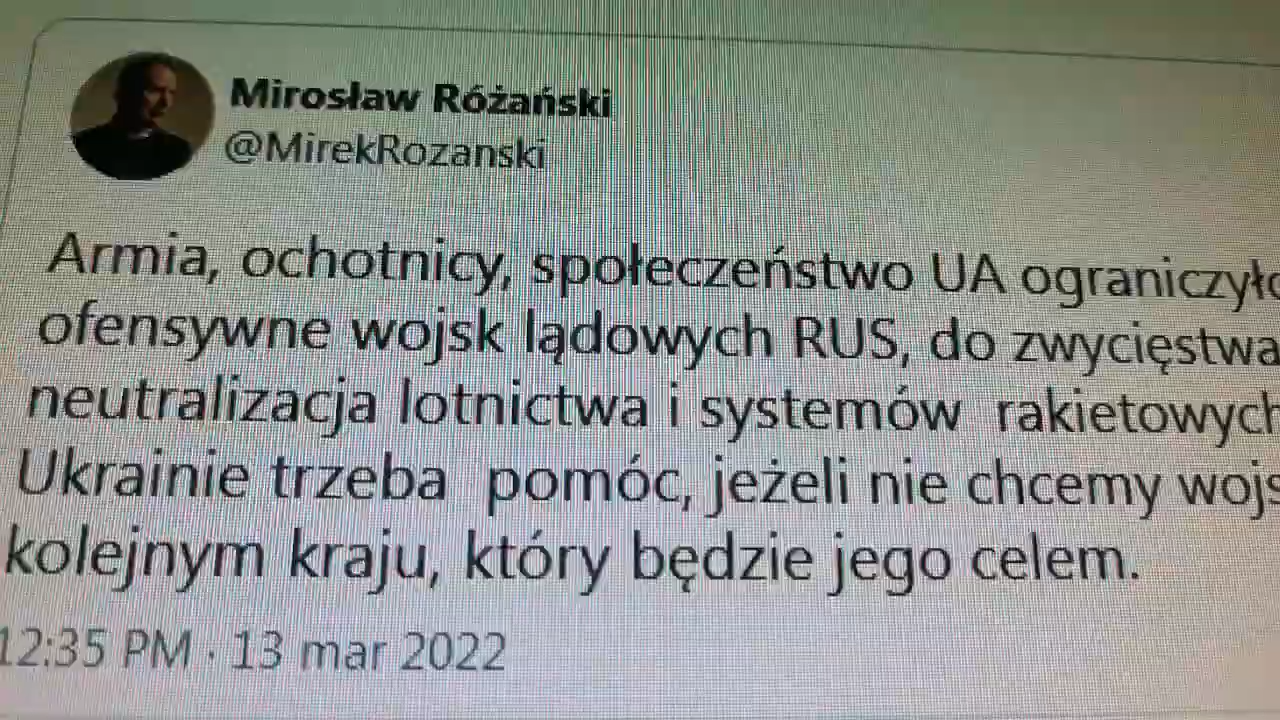 Mirosław Różański
@MirekRozanski
Armia, ochotnicy, społeczeństwo UA
ofensywne wojsk lądowych RUS, do zwycięstwa
neutralizacja lotnictwa i systemów rakietowych
Ukrainie trzeba pomóc, jeżeli nie chcemy
kolejnym kraju, który będzie jego celem.
12:35 PM · 13 mar 2022